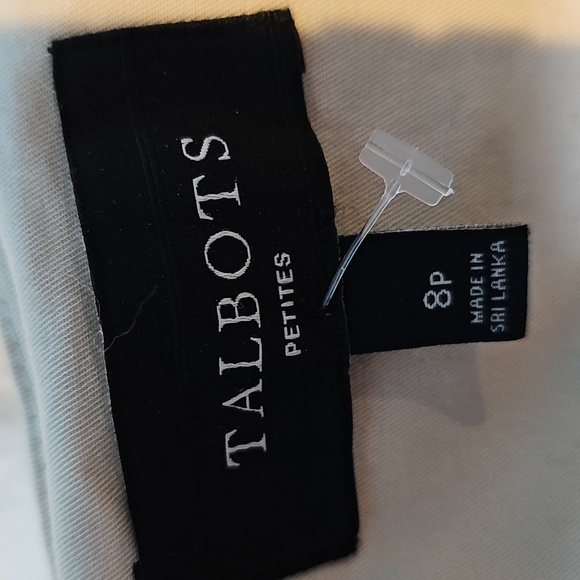 TALBOTS
PETITES
8P
MADE IN
SRI LANKA